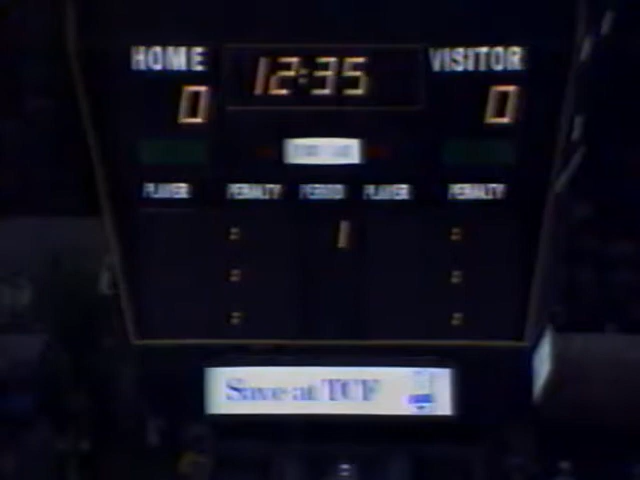 HOME 12:35 VISITOR
0 0
PLAYER PENALTY PERIOD PLAYER PENALTY
: 1 :
: :
: :
Save at TCF